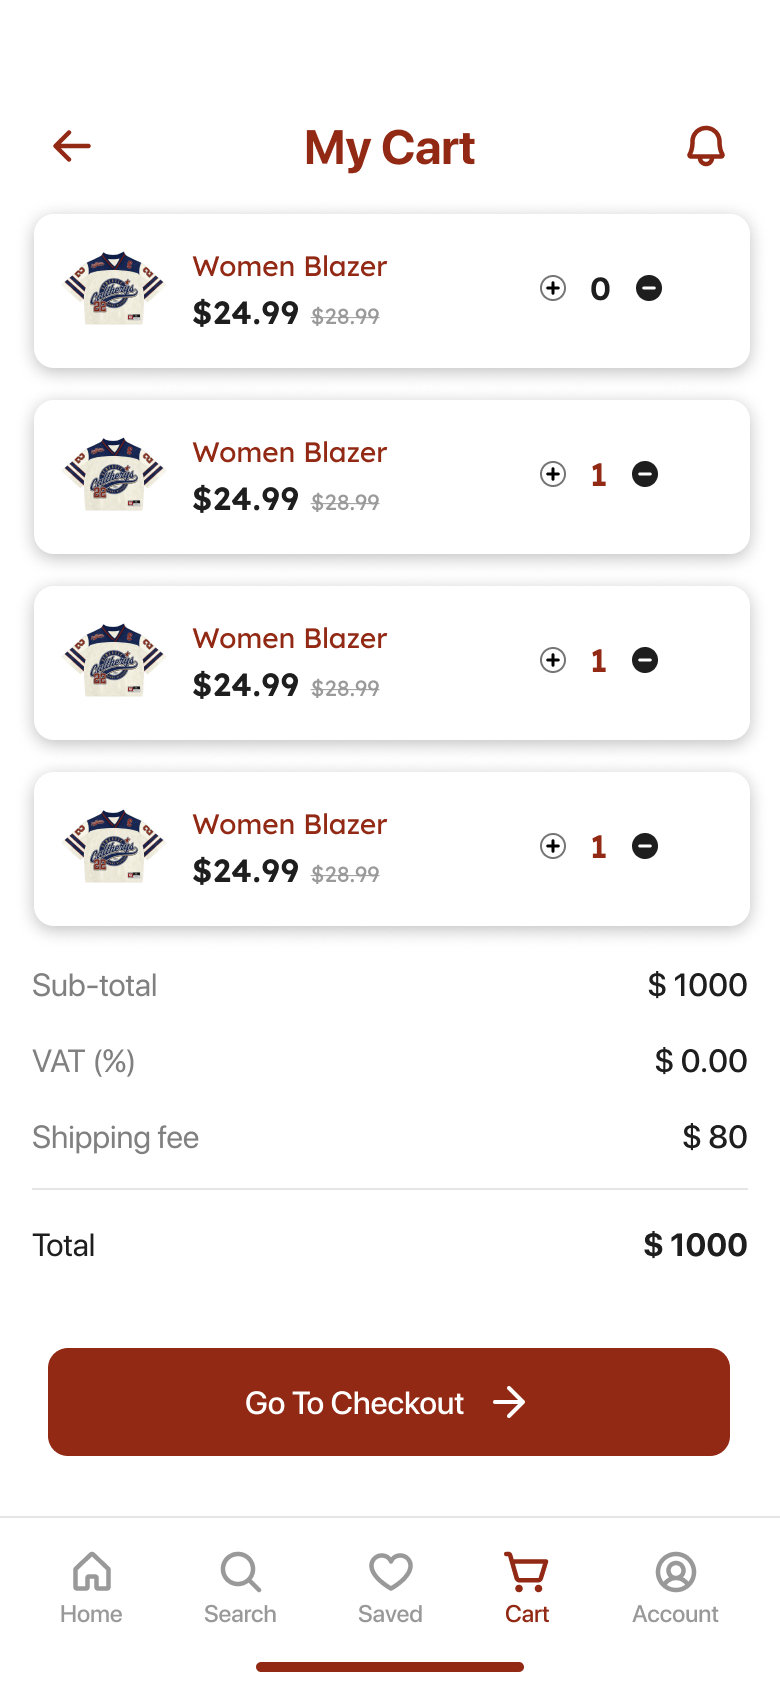 My Cart
Women Blazer
$24.99 $28.99
0
Women Blazer
$24.99 $28.99
1
Women Blazer
$24.99 $28.99
1
Women Blazer
$24.99 $28.99
1
Sub-total $ 1000
VAT (%) $ 0.00
Shipping fee $ 80
Total $ 1000
Go To Checkout
Home Search Saved Cart Account